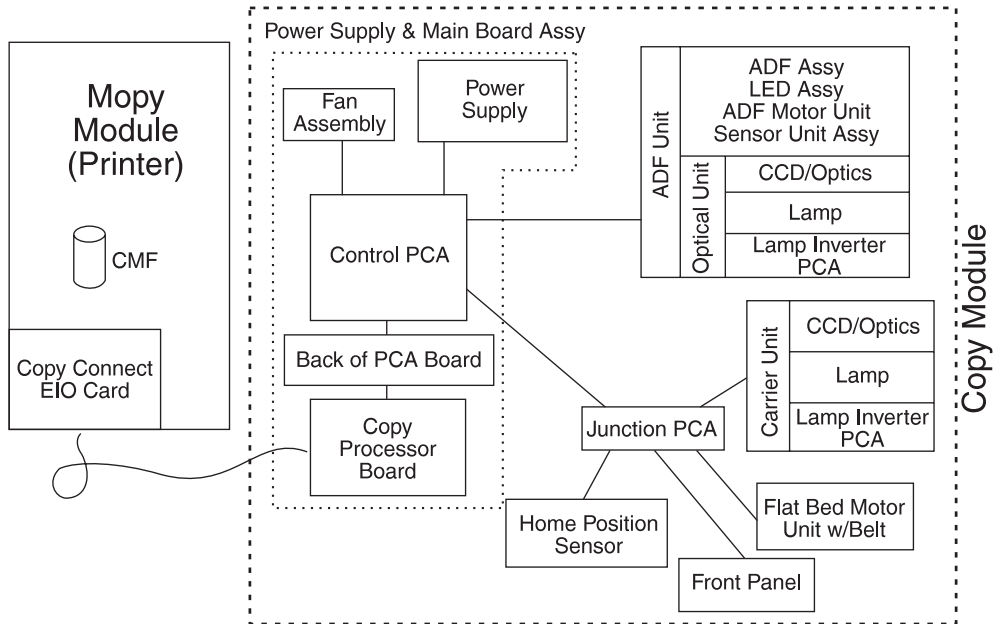 Power Supply & Main Board Assy
Mopy
Module
(Printer)
CMF
Copy Connect
EIO Card
Fan
Assembly
Power
Supply
Control PCA
Back of PCA Board
Copy
Processor
Board
ADF Unit
ADF Assy
LED Assy
ADF Motor Unit
Sensor Unit Assy
Optical Unit
CCD/Optics
Lamp
Lamp Inverter
PCA
Carrier Unit
CCD/Optics
Lamp
Lamp Inverter
PCA
Junction PCA
Home Position
Sensor
Flat Bed Motor
Unit w/Belt
Front Panel
Copy Module